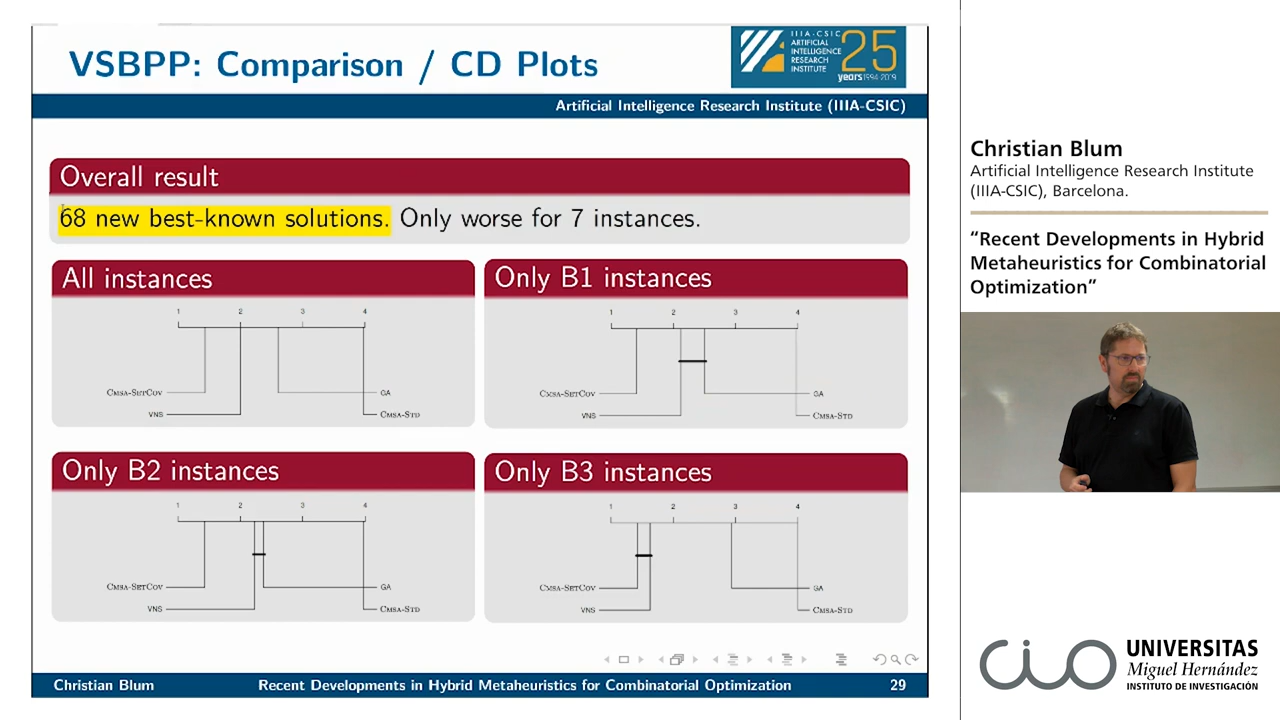 VSBPP: Comparison / CD Plots
IIIA-CSIC
ARTIFICIAL
INTELLIGENCE
RESEARCH
INSTITUTE
25
years 1994-2019
Artificial Intelligence Research Institute (IIIA-CSIC)
Overall result
68 new best-known solutions. Only worse for 7 instances.
All instances
1 2 3 4
CMSA-SETCOV
GA
VNS
CMSA-STD
Only B1 instances
1 2 3 4
CMSA-SETCOV
GA
VNS
CMSA-STD
Only B2 instances
1 2 3 4
CMSA-SETCOV
GA
VNS
CMSA-STD
Only B3 instances
1 2 3 4
CMSA-SETCOV
GA
VNS
CMSA-STD
Christian Blum
Recent Developments in Hybrid Metaheuristics for Combinatorial Optimization
29
Christian Blum
Artificial Intelligence Research Institute
(IIIA-CSIC), Barcelona.
“Recent Developments in Hybrid
Metaheuristics for Combinatorial
Optimization”
cio
UNIVERSITAS
Miguel Hernández
INSTITUTO DE INVESTIGACIÓN